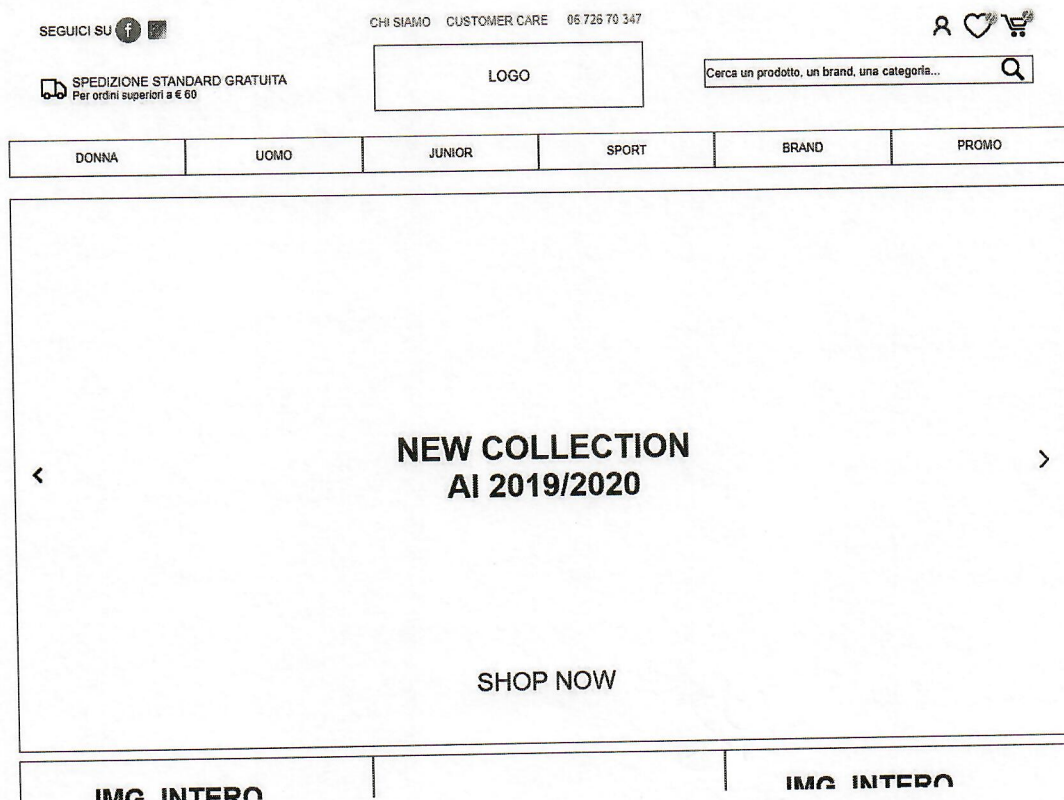 SEGUICI SU
CHI SIAMO CUSTOMER CARE 06 726 70 347
SPEDIZIONE STANDARD GRATUITA
Per ordini superiori a € 60
LOGO
Cerca un prodotto, un brand, una categoria...
DONNA UOMO JUNIOR SPORT BRAND PROMO
NEW COLLECTION
AI 2019/2020
SHOP NOW
IMG. INTERO IMG. INTERO